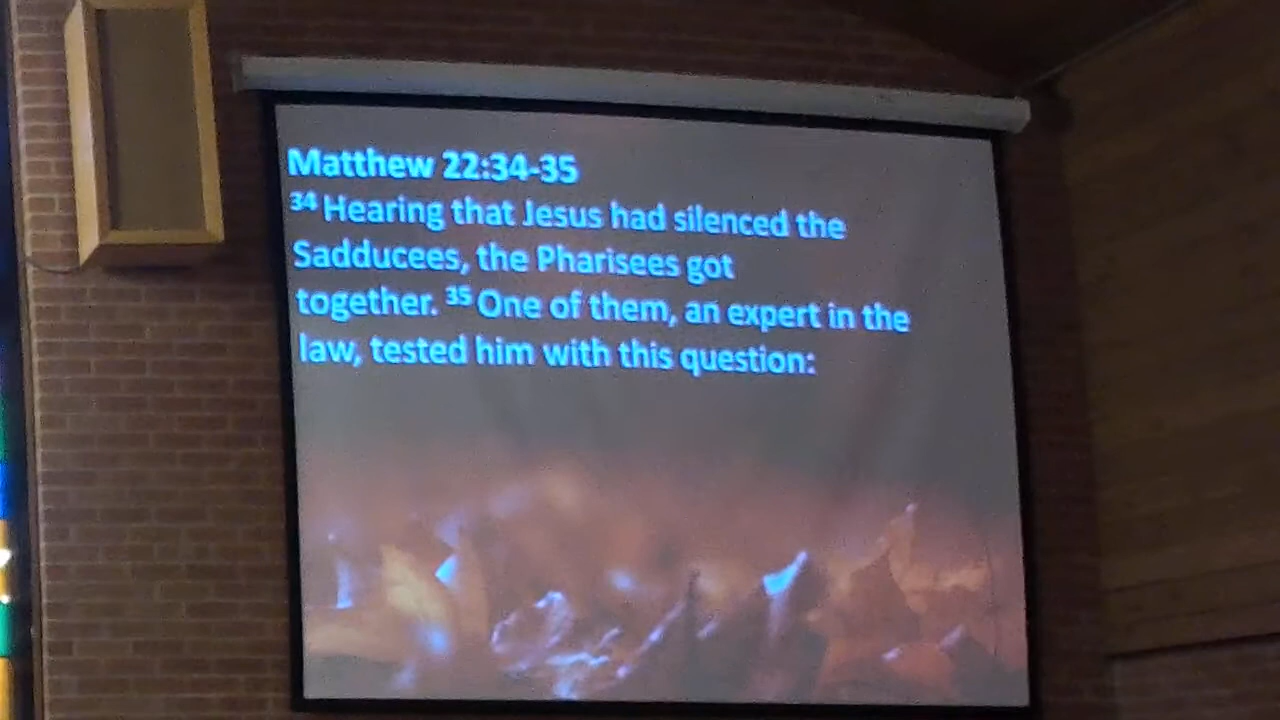 Matthew 22:34-35
34 Hearing that Jesus had silenced the
Sadducees, the Pharisees got
together. 35 One of them, an expert in the
law, tested him with this question: